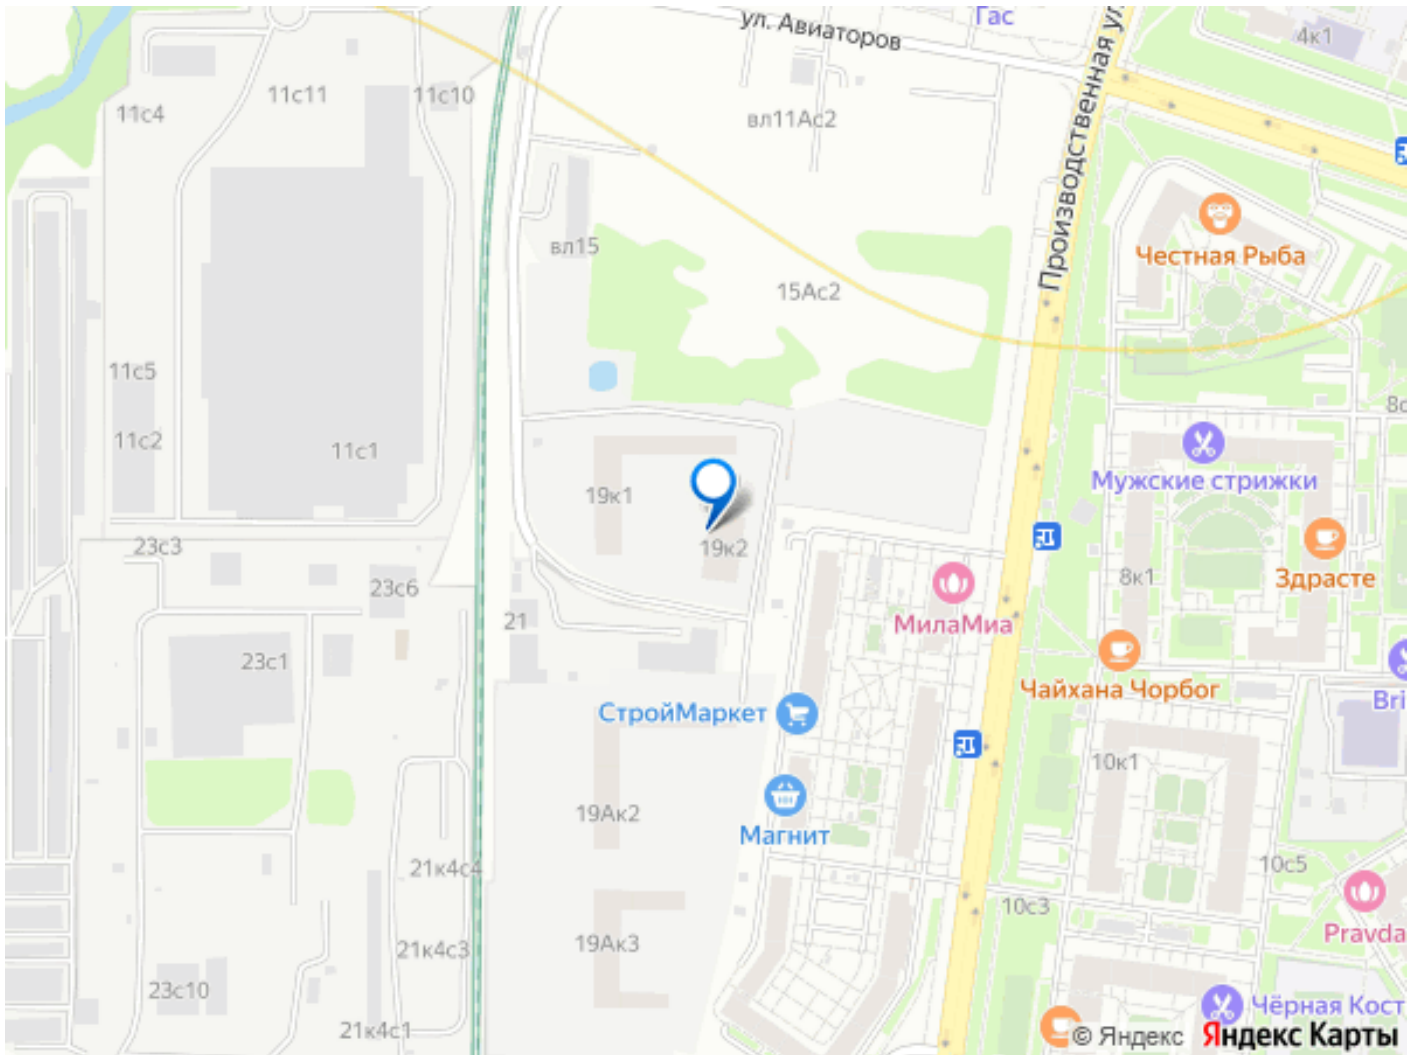 Гас
ул. Авиаторов
4к1
11с11
11с10
11с4
вл11Ас2
Производственная ул.
вл15
Честная Рыба
15Ас2
11с5
8с
11с2
11с1
Мужские стрижки
19к1
19к2
23с3
23с6
8к1
Здрасте
21
МилаМиа
23с1
Чайхана Чорбог
Bri
СтройМаркет
10к1
19Ак2
Магнит
21к4с4
10с5
10с3
19Ак3
21к4с3
Pravda
23с10
Чёрная Кост
21к4с1
© Яндекс Яндекс Карты